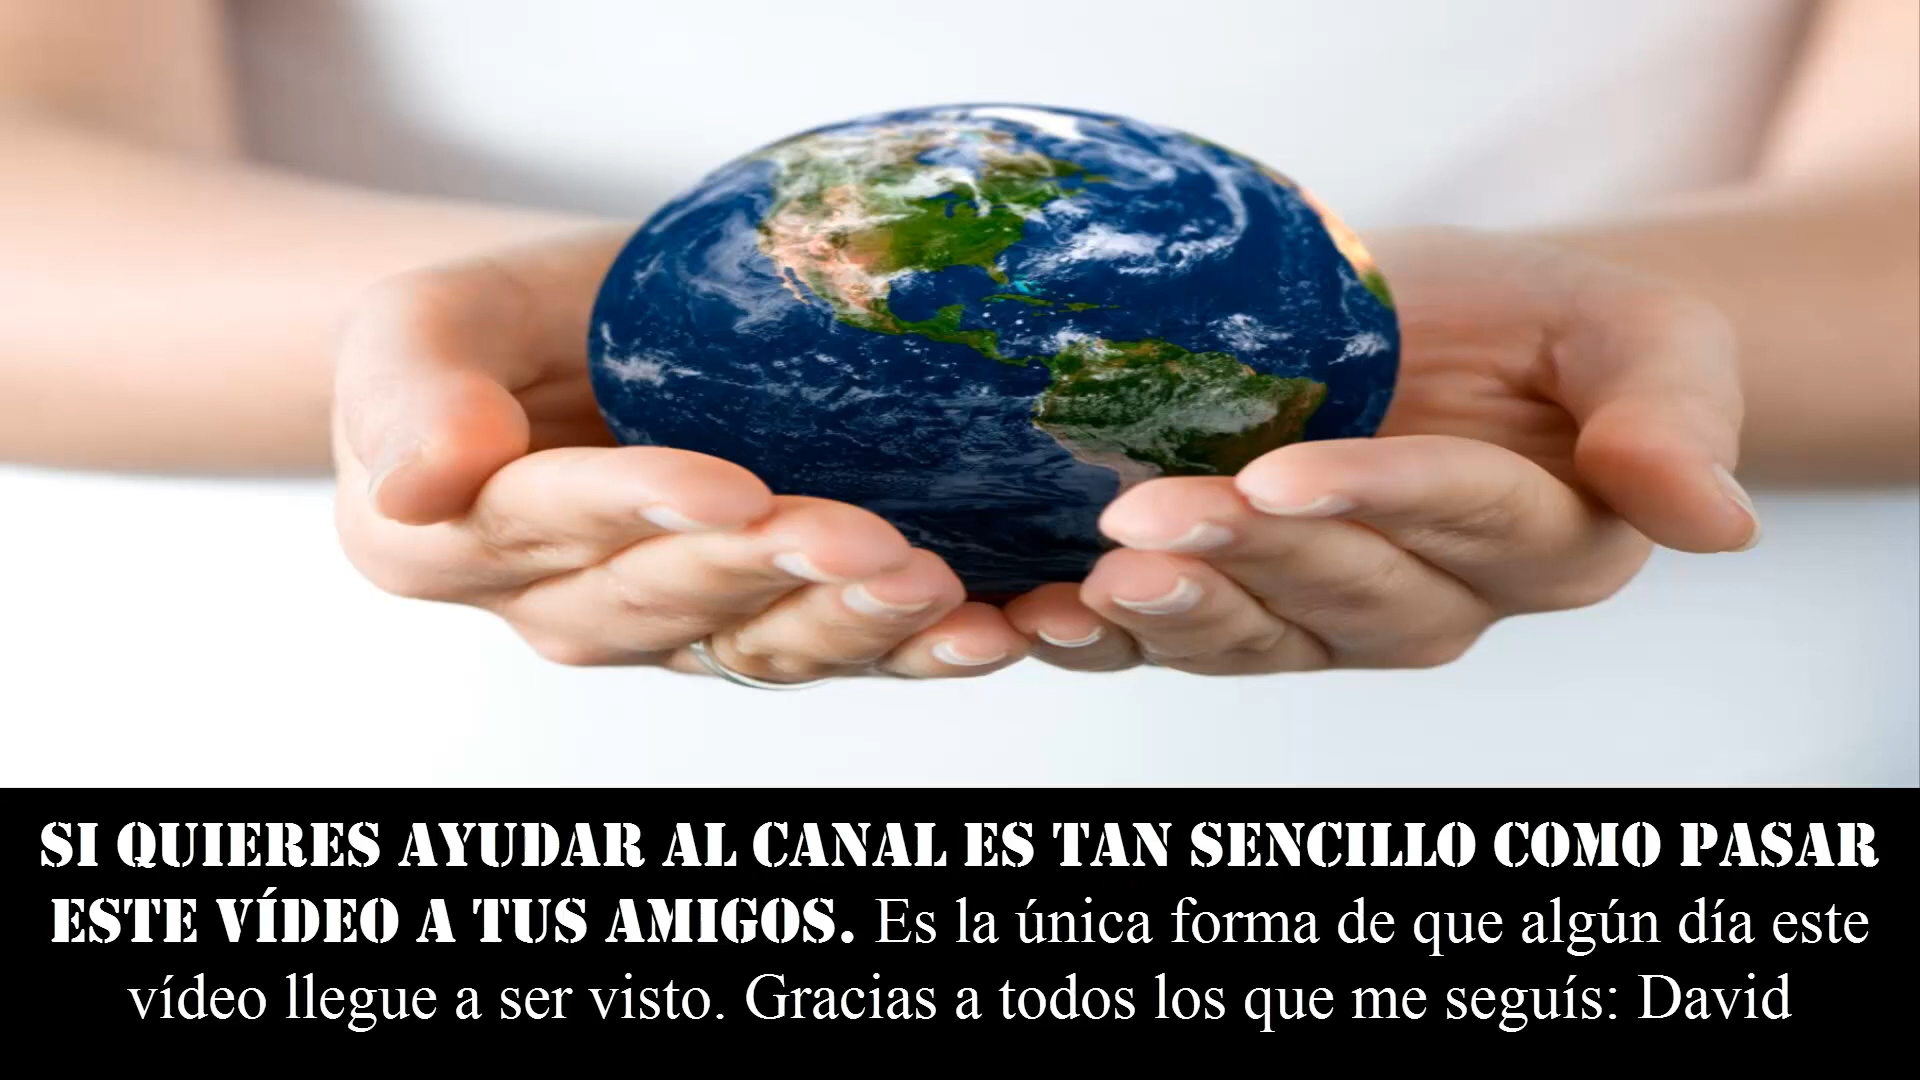 SI QUIERES AYUDAR AL CANAL ES TAN SENCILLO COMO PASAR
ESTE VÍDEO A TUS AMIGOS. Es la única forma de que algún día este
vídeo llegue a ser visto. Gracias a todos los que me seguís: David